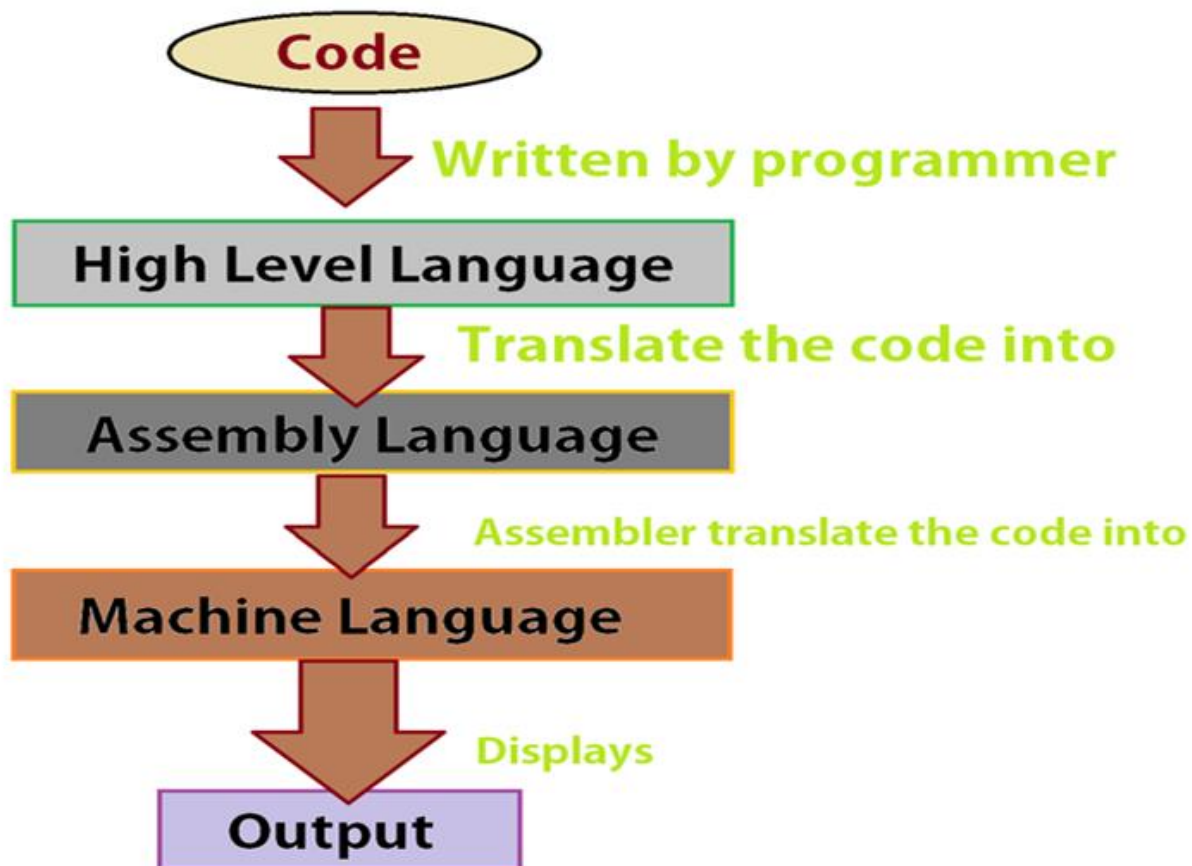 Code
Written by programmer
High Level Language
Translate the code into
Assembly Language
Assembler translate the code into
Machine Language
Displays
Output